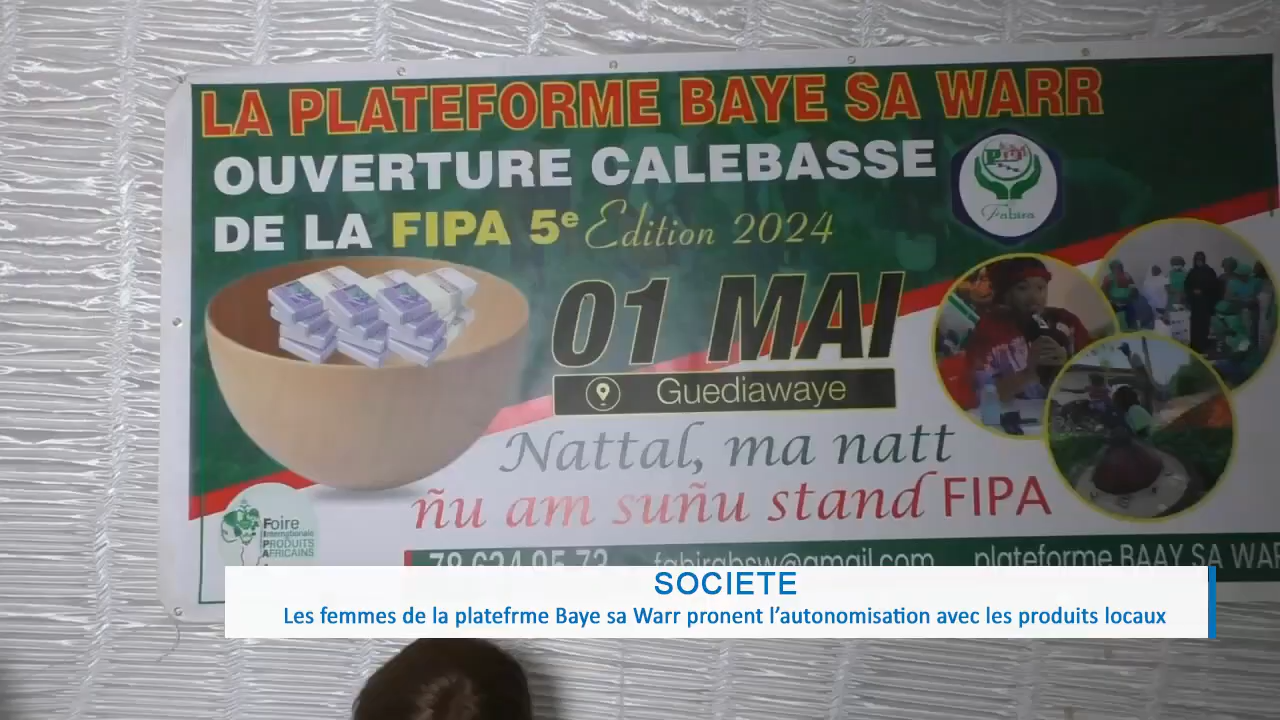 LA PLATEFORME BAYE SA WARR
OUVERTURE CALEBASSE
DE LA FIPA 5e Edition 2024
01 MAI
Guediawaye
Nattal, ma natt
ñu am suñu stand FIPA
Fabira
Foire
Internationale
PRODUITS
AFRICAINS
78 634 95 73 fabirabsw@gmail.com plateforme BAAY SA WAR
SOCIETE
Les femmes de la platefrme Baye sa Warr pronent l’autonomisation avec les produits locaux